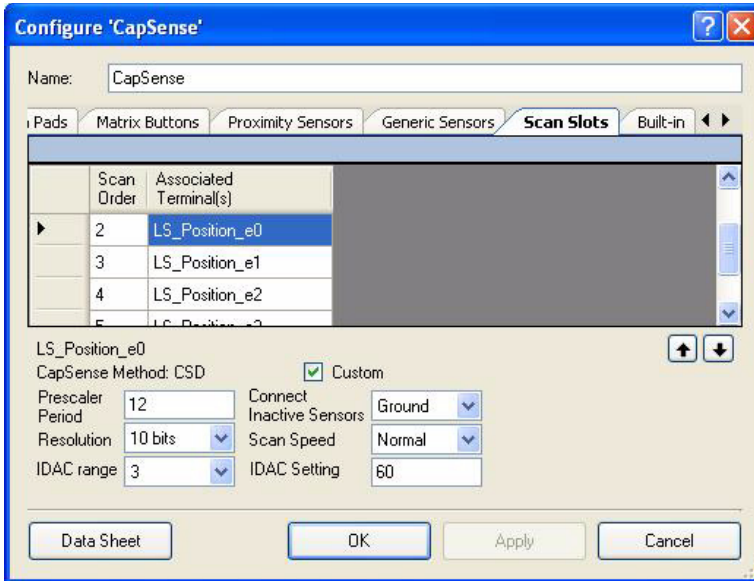 Configure 'CapSense'
Name: CapSense
Pads Matrix Buttons Proximity Sensors Generic Sensors Scan Slots Built-in
Scan Order Associated Terminal(s)
2 LS_Position_e0
3 LS_Position_e1
4 LS_Position_e2
LS_Position_e0
CapSense Method: CSD Custom
Prescaler Period 12 Connect Inactive Sensors Ground
Resolution 10 bits Scan Speed Normal
IDAC range 3 IDAC Setting 60
Data Sheet OK Apply Cancel